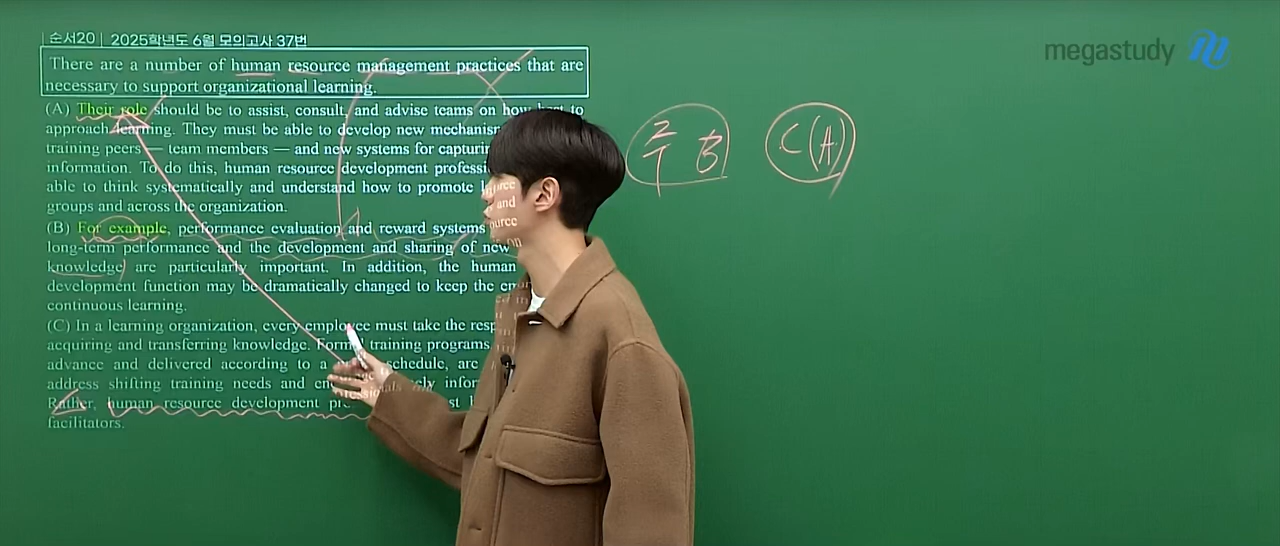 순서20 2025학년도 6월 모의고사 37번
megastudy
There are a number of human resource management practices that are
necessary to support organizational learning.
(A) Their role should be to assist, consult, and advise teams on how to
approach learning. They must be able to develop new
training peers — team members — and new systems for
information. To do this, human resource development
able to think systematically and understand how to promote
groups and across the organization.
(B) For example, performance evaluation and reward systems
long-term performance and the development and sharing of new
knowledge are particularly important. In addition, the human
development function may be dramatically changed to keep the
continuous learning.
(C) In a learning organization, every employee must take the
acquiring and transferring knowledge. Formal training programs,
advance and delivered according to a schedule, are
address shifting training needs and
Rather, human resource development
facilitators.
주 B C (A)